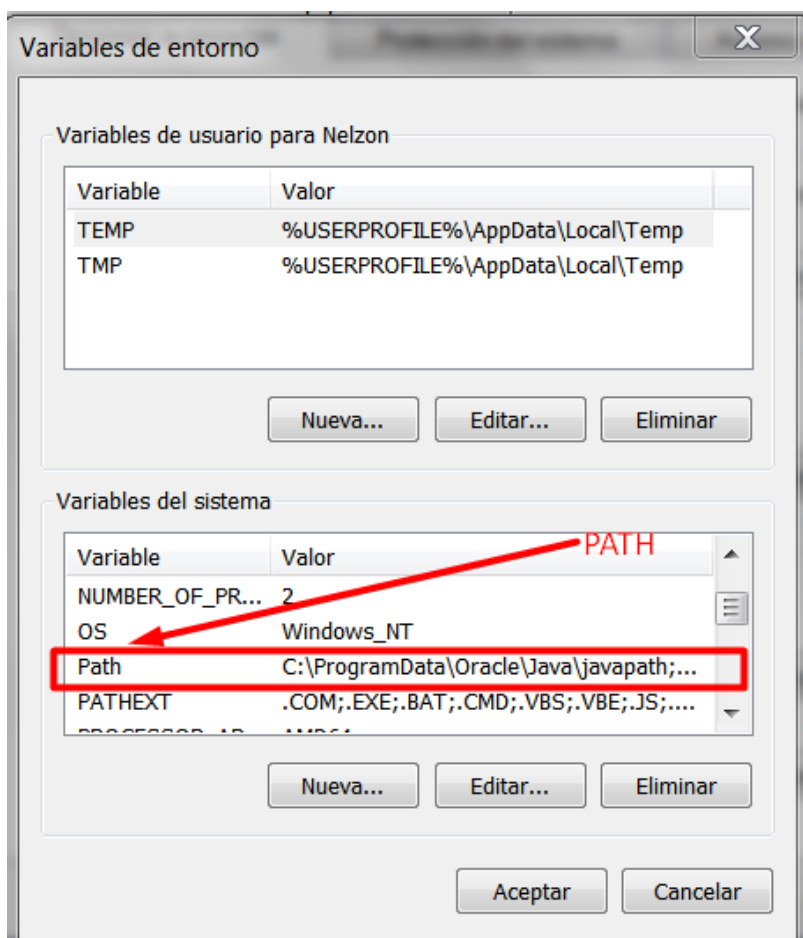 Variables de entorno
Variables de usuario para Nelzon
Variable Valor
TEMP %USERPROFILE%\AppData\Local\Temp
TMP %USERPROFILE%\AppData\Local\Temp
Nueva... Editar... Eliminar
Variables del sistema
PATH
Variable Valor
NUMBER_OF_PR... 2
OS Windows_NT
Path C:\ProgramData\Oracle\Java\javapath;...
PATHEXT .COM;.EXE;.BAT;.CMD;.VBS;.VBE;.JS;....
Nueva... Editar... Eliminar
Aceptar Cancelar